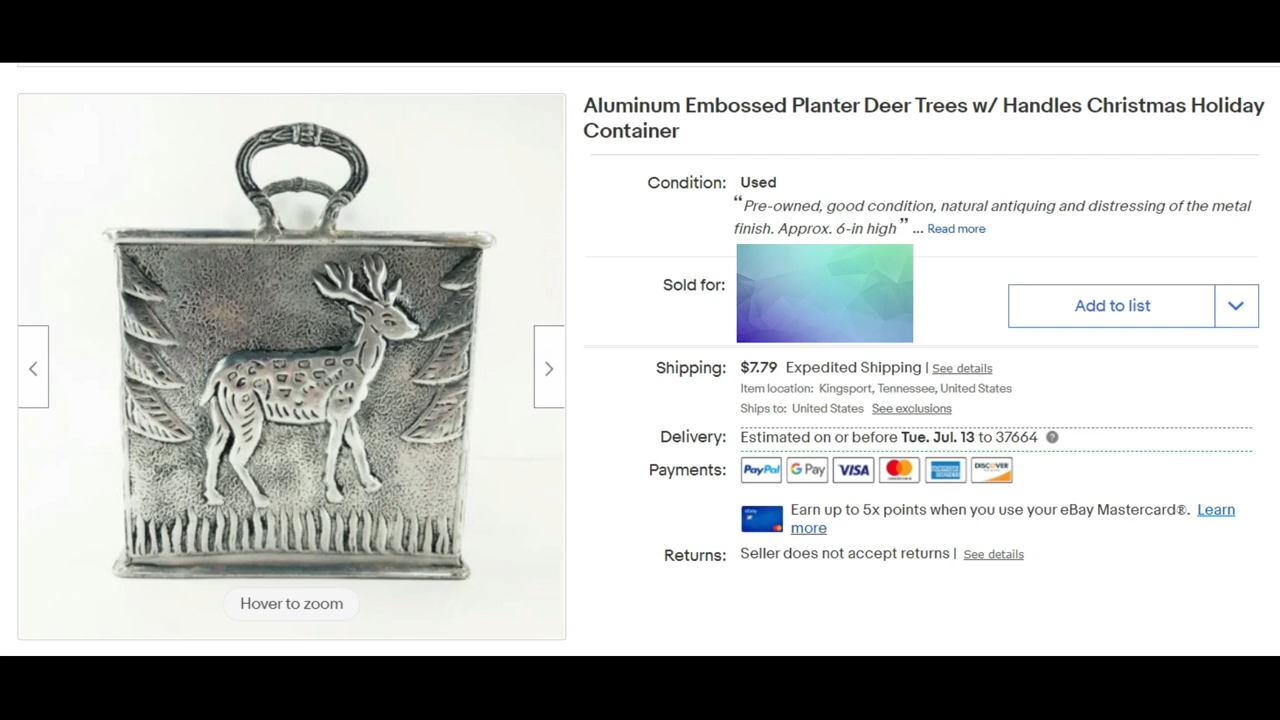 Aluminum Embossed Planter Deer Trees w/ Handles Christmas Holiday
Container
Condition: Used
“Pre-owned, good condition, natural antiquing and distressing of the metal
finish. Approx. 6-in high” ... Read more
Sold for:
Add to list
Shipping: $7.79 Expedited Shipping | See details
Item location: Kingsport, Tennessee, United States
Ships to: United States See exclusions
Delivery: Estimated on or before Tue. Jul. 13 to 37664
Payments: PayPal G Pay VISA DISCOVER
Earn up to 5x points when you use your eBay Mastercard®. Learn
more
Returns: Seller does not accept returns | See details
Hover to zoom